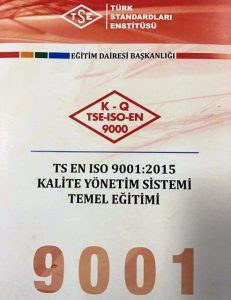 TSE
TÜRK
STANDARDLARI
ENSTİTÜSÜ
EĞİTİM DAİRESİ BAŞKANLIĞI
K - Q
TSE-ISO-EN
9000
TS EN ISO 9001:2015
KALİTE YÖNETİM SİSTEMİ
TEMEL EĞİTİMİ
9001